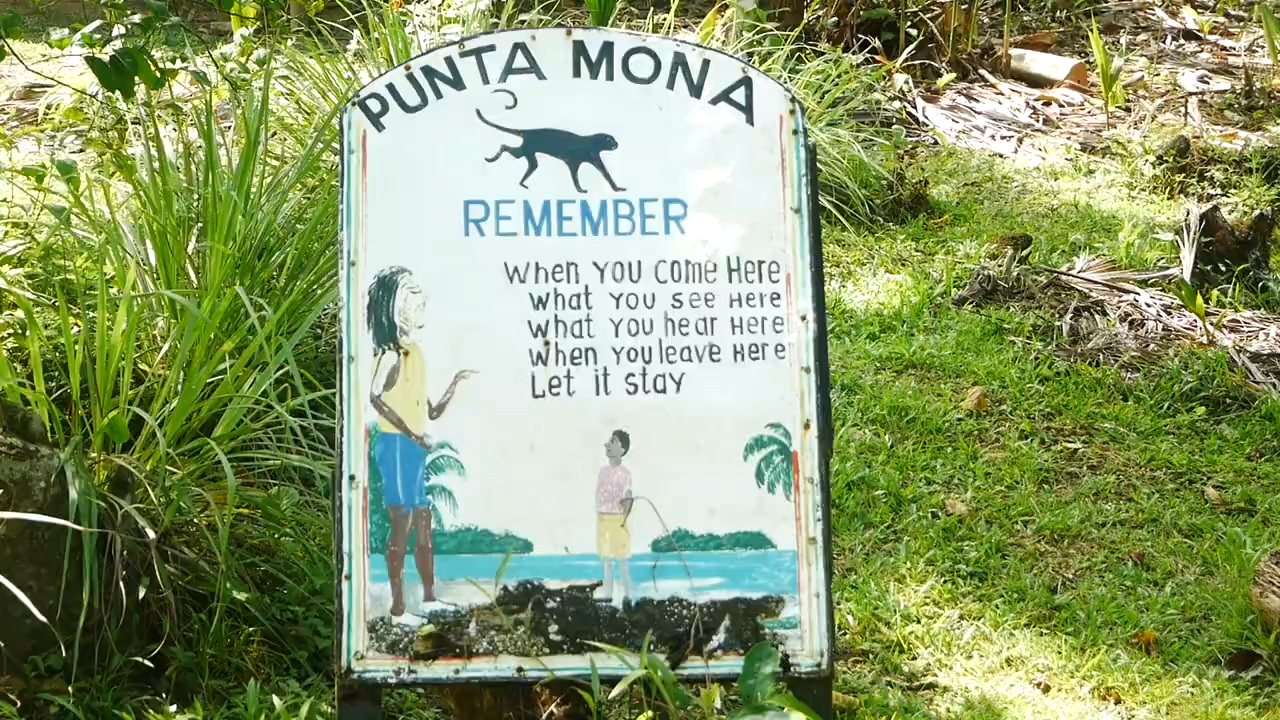 PUNTA MONA
REMEMBER
When YOU come Here
What YOU see Here
What YOU hear Here
When YOU leave Here
Let it stay